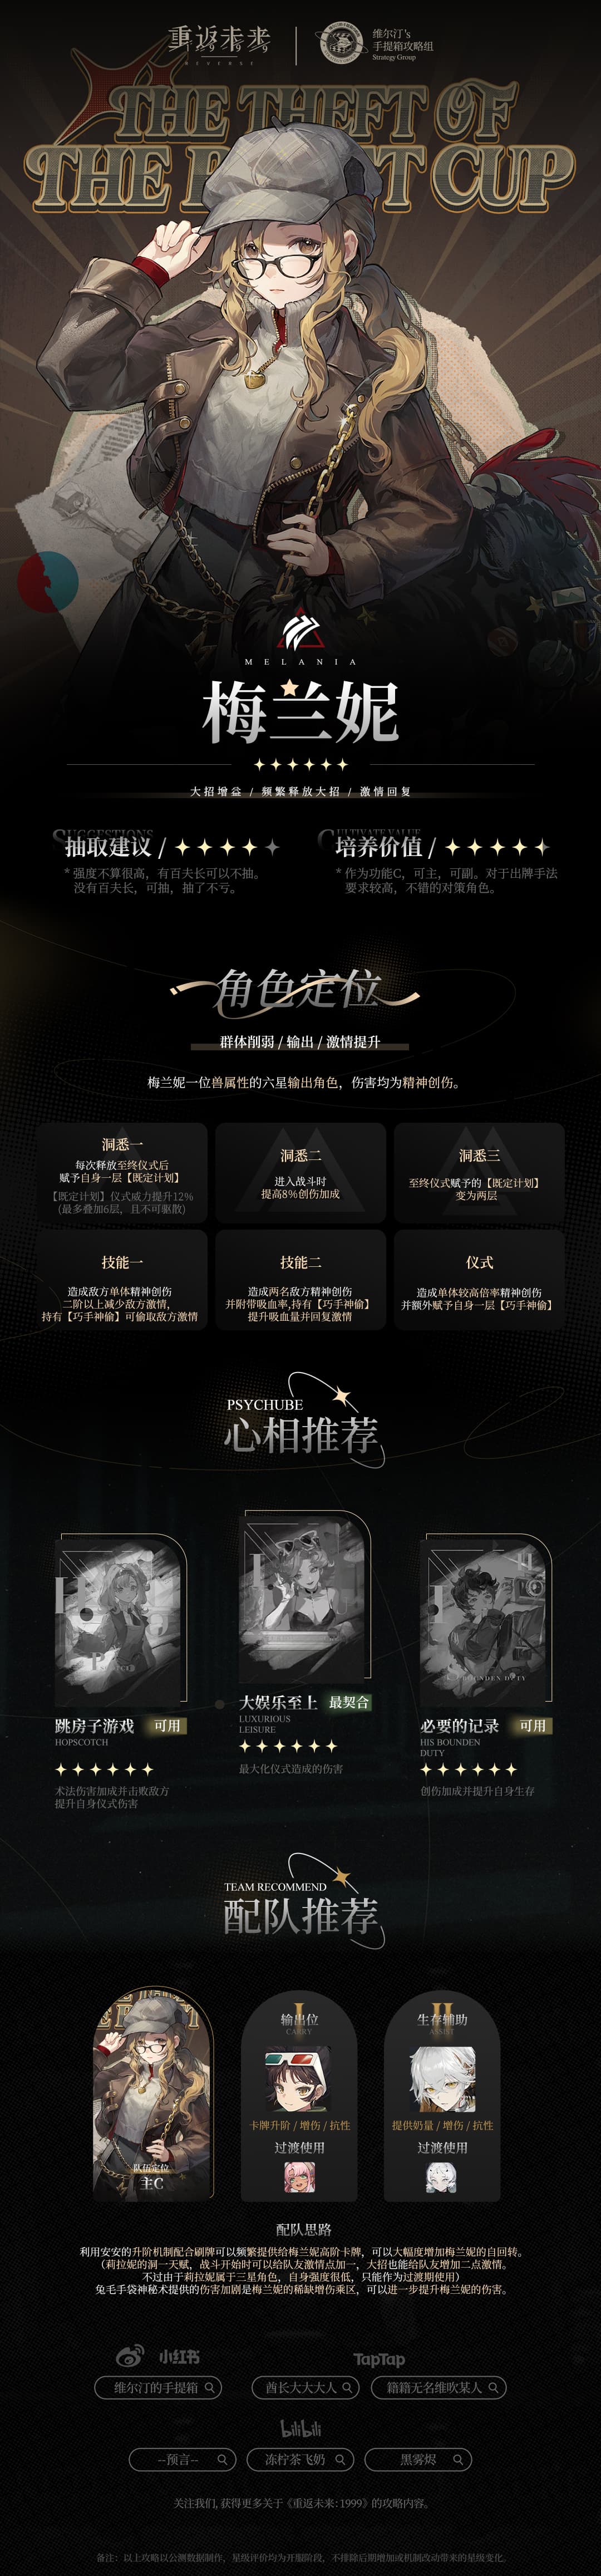 重返未来
1999
REVERSE
维尔汀's
手提箱攻略组
Strategy Group
THE THEFT OF
THE T CUP
MELANIA
梅兰妮
大招增益 / 频繁释放大招 / 激情回复
SUGGESTIONS
抽取建议 /
* 强度不算很高，有百夫长可以不抽。
没有百夫长，可抽，抽了不亏。
CULTIVATE VALUE
培养价值 /
* 作为功能C，可主，可副。对于出牌手法
要求较高，不错的对策角色。
角色定位
群体削弱 / 输出 / 激情提升
梅兰妮一位兽属性的六星输出角色，伤害均为精神创伤。
洞悉一
每次释放至终仪式后
赋予自身一层【既定计划】
【既定计划】仪式威力提升12%
(最多叠加6层，且不可驱散)
洞悉二
进入战斗时
提高8%创伤加成
洞悉三
至终仪式赋予的【既定计划】
变为两层
技能一
造成敌方单体精神创伤
二阶以上减少敌方激情，
持有【巧手神偷】可偷取敌方激情
技能二
造成两名敌方精神创伤
并附带吸血率,持有【巧手神偷】
提升吸血量并回复激情
仪式
造成单体较高倍率精神创伤
并额外赋予自身一层【巧手神偷】
PSYCHUBE
心相推荐
跳房子游戏 可用
HOPSCOTCH
术法伤害加成并击败敌方
提升自身仪式伤害
大娱乐至上 最契合
LUXURIOUS
LEISURE
最大化仪式造成的伤害
必要的记录 可用
HIS BOUNDEN
DUTY
创伤加成并提升自身生存
TEAM RECOMMEND
配队推荐
队伍定位
主C
I
输出位
CARRY
卡牌升阶 / 增伤 / 抗性
过渡使用
II
生存辅助
ASSIST
提供奶量 / 增伤 / 抗性
过渡使用
配队思路
利用安安的升阶机制配合刷牌可以频繁提供给梅兰妮高阶卡牌，可以大幅度增加梅兰妮的自回转。
（莉拉妮的洞一天赋，战斗开始时可以给队友激情点加一，大招也能给队友增加二点激情。
不过由于莉拉妮属于三星角色，自身强度很低，只能作为过渡期使用）
兔毛手袋神秘术提供的伤害加剧是梅兰妮的稀缺增伤乘区，可以进一步提升梅兰妮的伤害。
小红书
TapTap
维尔汀的手提箱
酋长大大大人
籍籍无名维吹某人
bilibili
--预言--
冻柠茶飞奶
黑雾烬
关注我们, 获得更多关于《重返未来:1999》的攻略内容。
备注：以上攻略以公测数据制作，星级评价均为开服阶段，不排除后期增加或机制改动带来的星级变化。